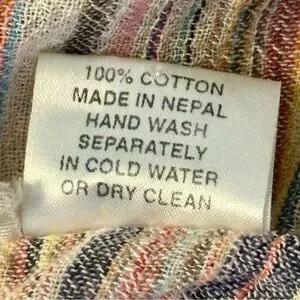 100% COTTON
MADE IN NEPAL
HAND WASH
SEPARATELY
IN COLD WATER
OR DRY CLEAN